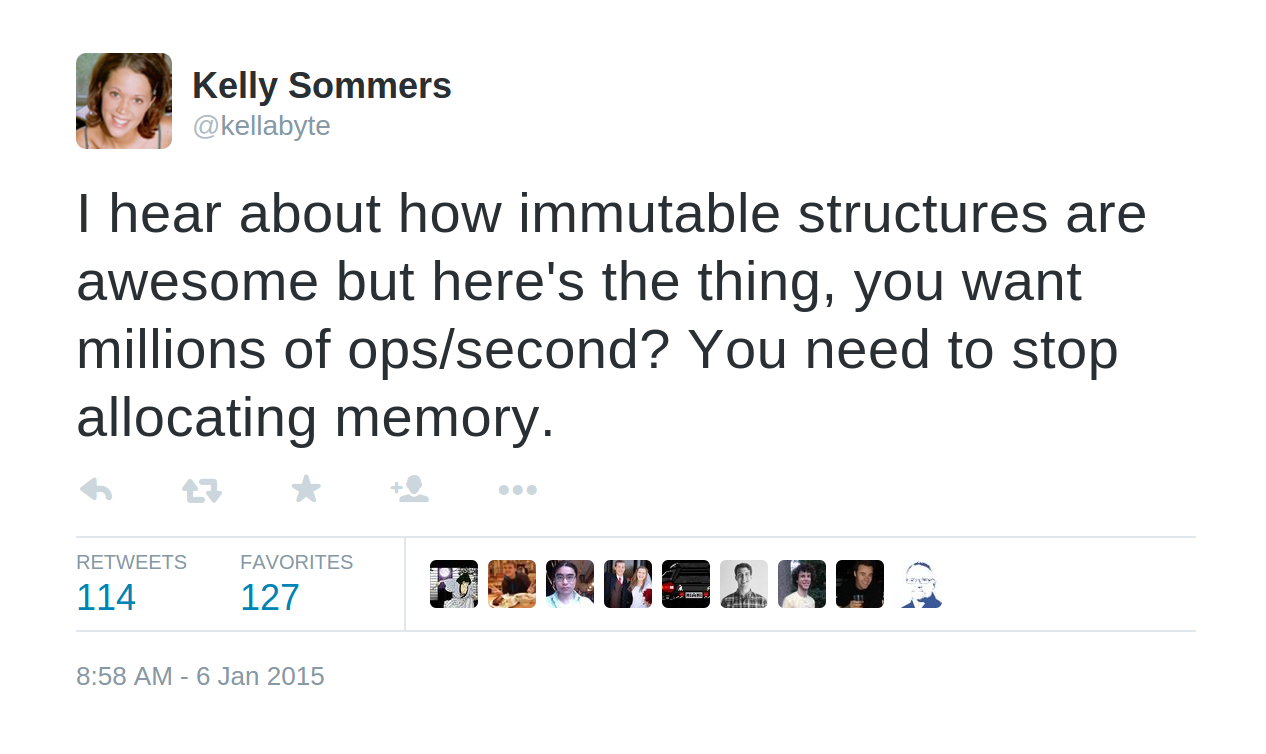 Kelly Sommers
@kellabyte
I hear about how immutable structures are
awesome but here's the thing, you want
millions of ops/second? You need to stop
allocating memory.
RETWEETS FAVORITES
114 127
8:58 AM - 6 Jan 2015